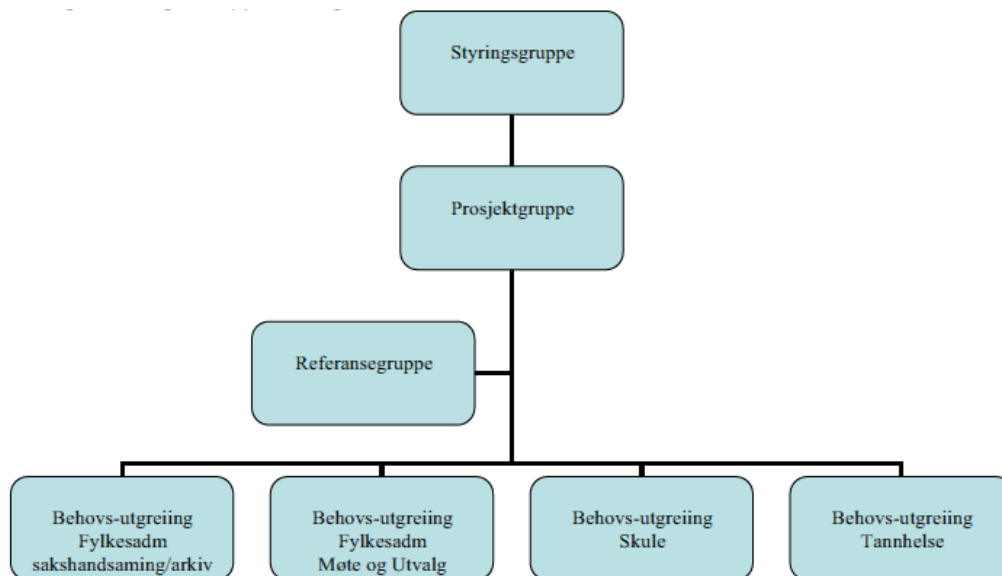 Styringsgruppe
Prosjektgruppe
Referansegruppe
Behovs-utgreiing
Fylkesadm
sakshandsaming/arkiv
Behovs-utgreiing
Fylkesadm
Møte og Utvalg
Behovs-utgreiing
Skule
Behovs-utgreiing
Tannhelse